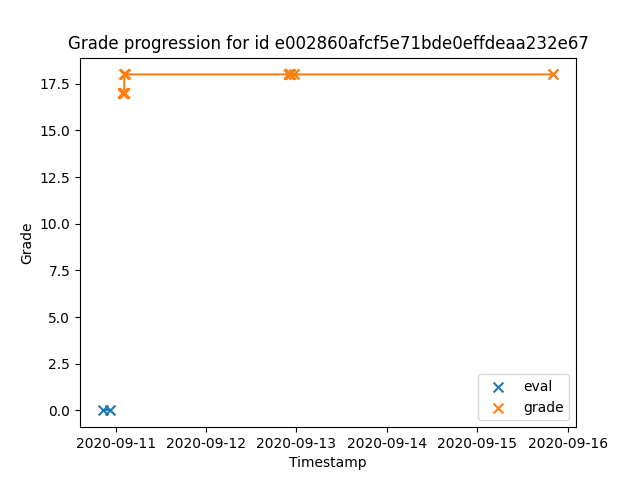 Grade progression for id e002860afcf5e71bde0effdeaa232e67
17.5
15.0
12.5
10.0
7.5
5.0
2.5
0.0
Grade
eval
grade
2020-09-11 2020-09-12 2020-09-13 2020-09-14 2020-09-15 2020-09-16
Timestamp